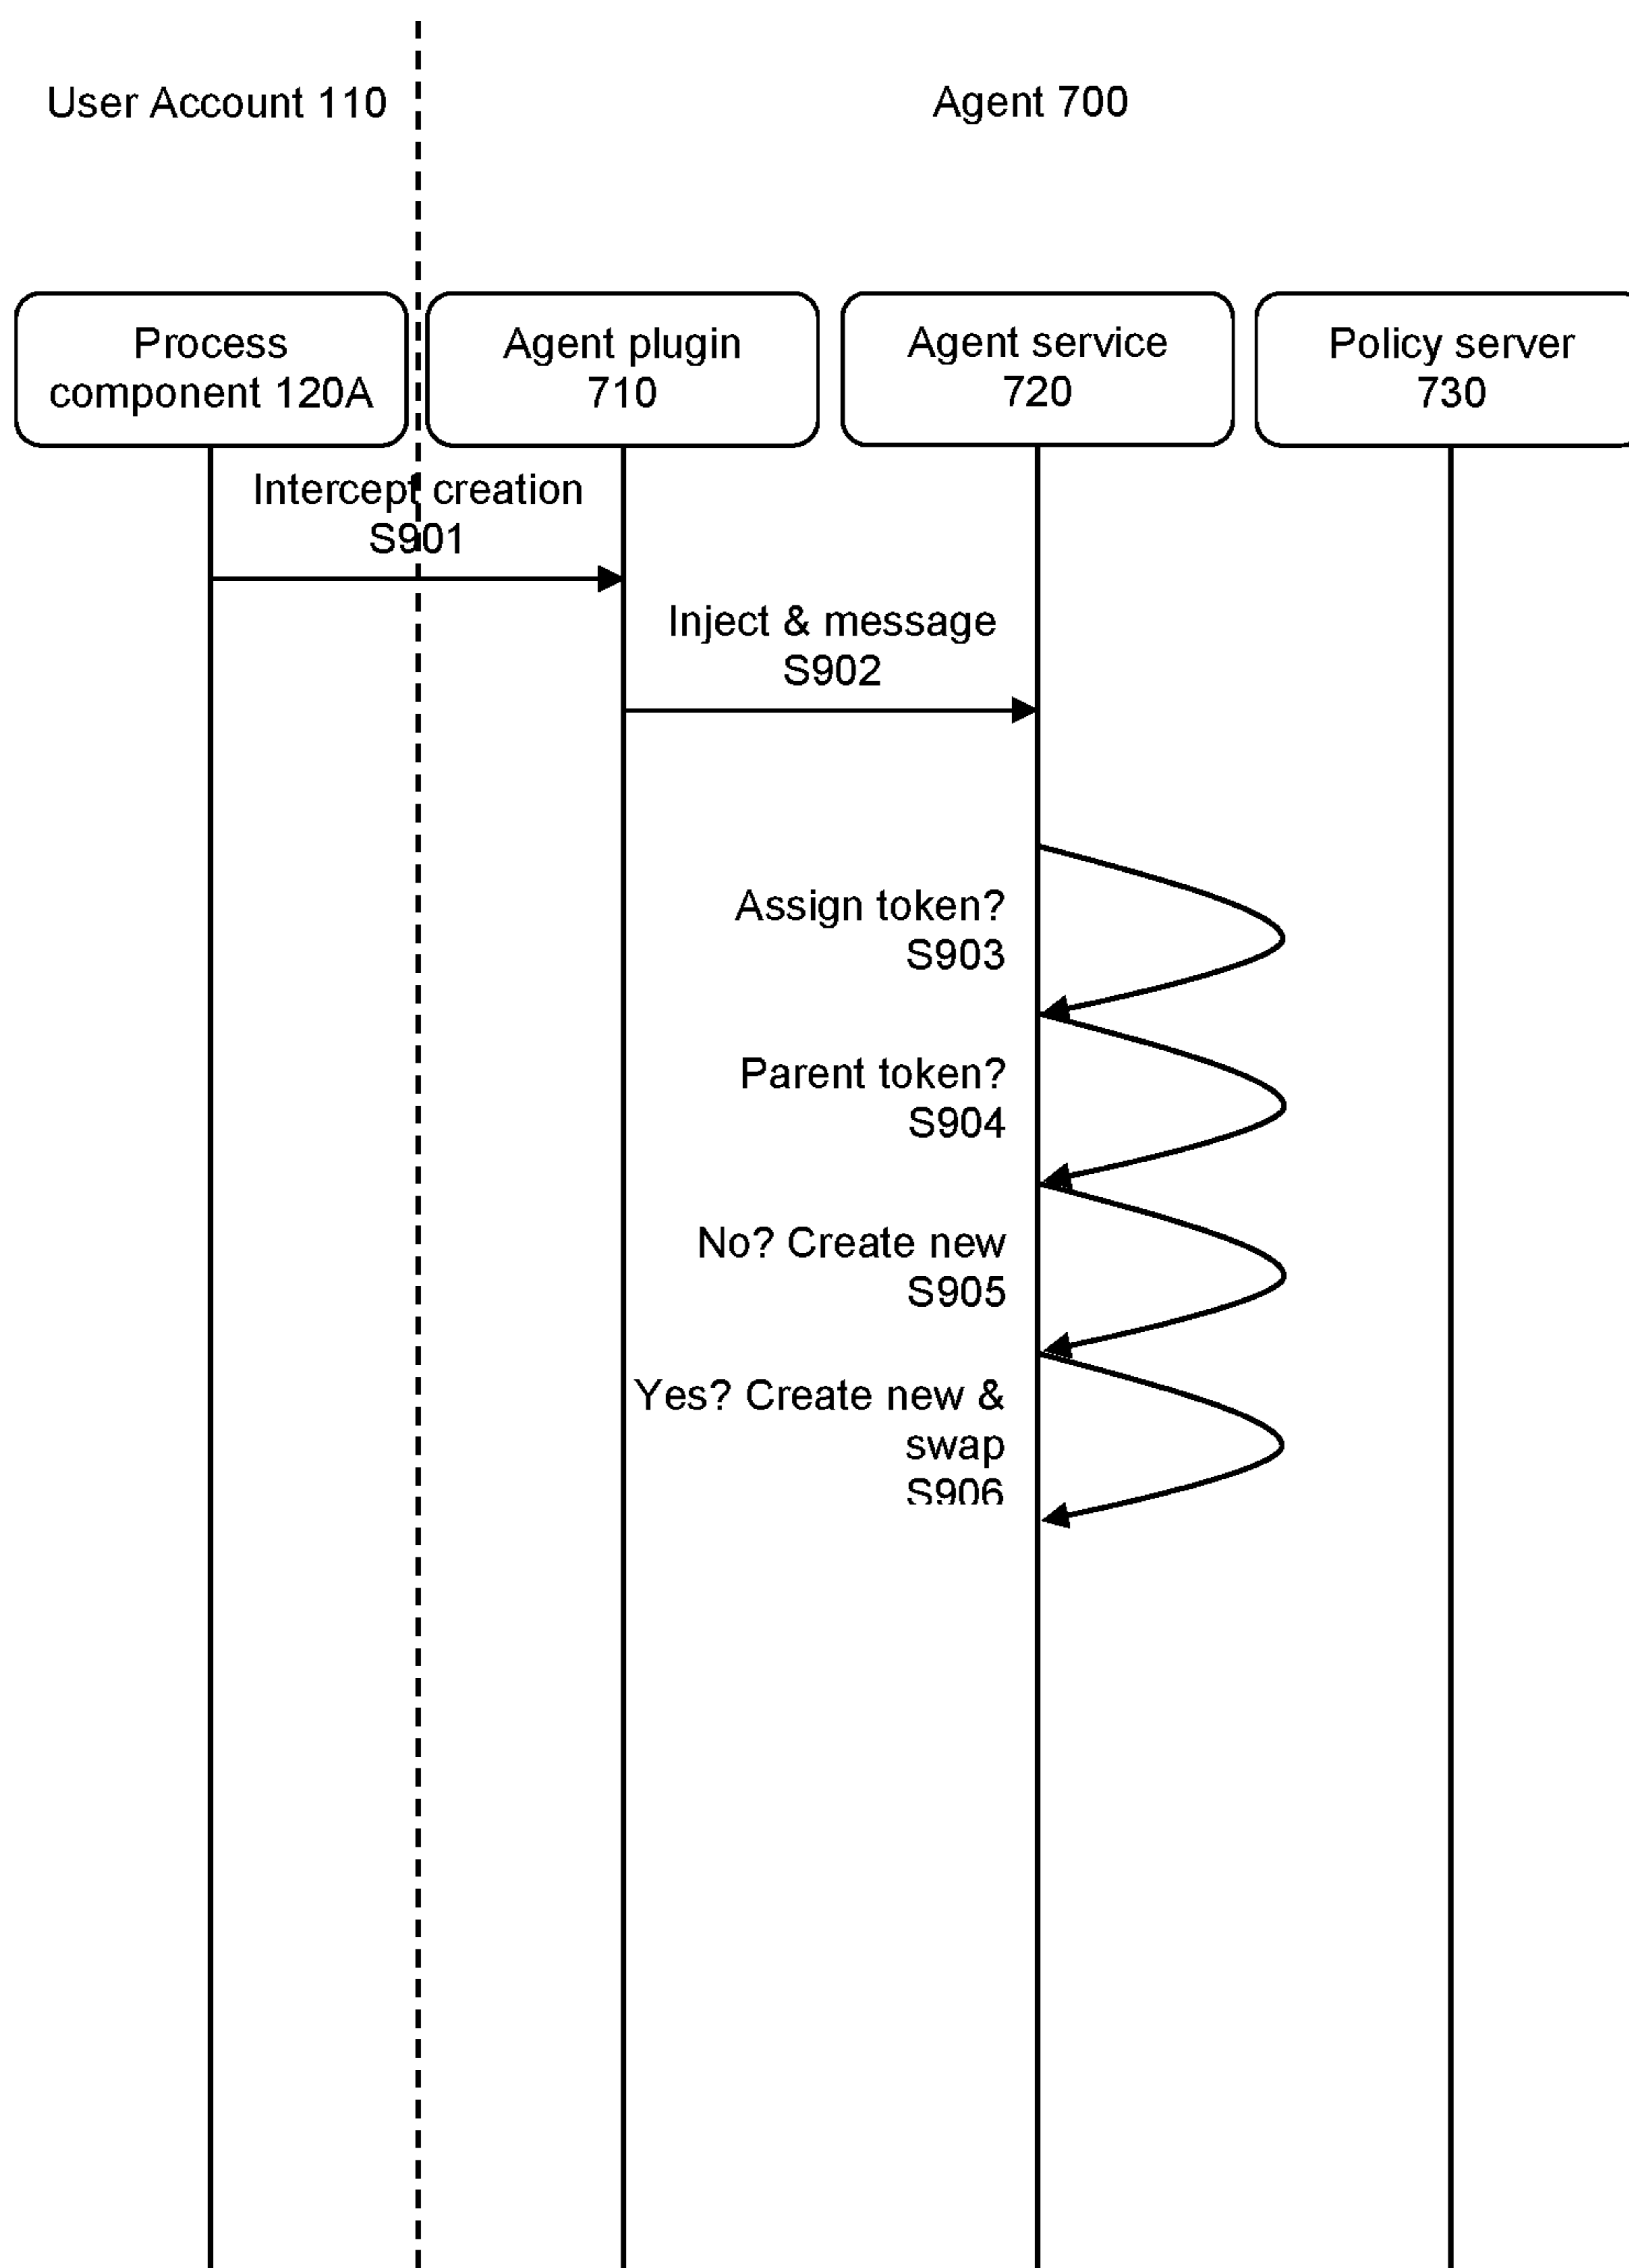 User Account 110
Agent 700
Process
component 120A
Agent plugin
710
Agent service
720
Policy server
730
Intercept creation
S901
Inject & message
S902
Assign token?
S903
Parent token?
S904
No? Create new
S905
Yes? Create new &
swap
S906